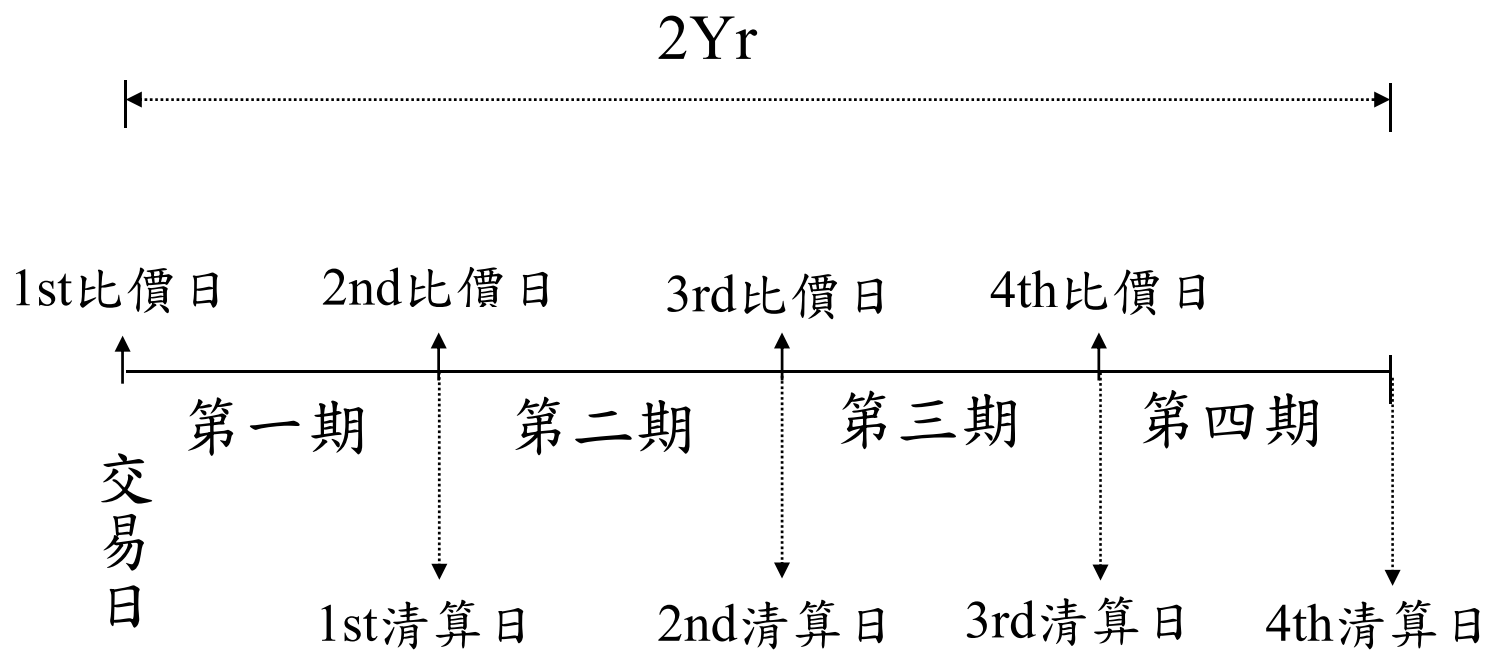 2Yr
1st比價日
2nd比價日
3rd比價日
4th比價日
第一期
第二期
第三期
第四期
交易日
1st清算日
2nd清算日
3rd清算日
4th清算日